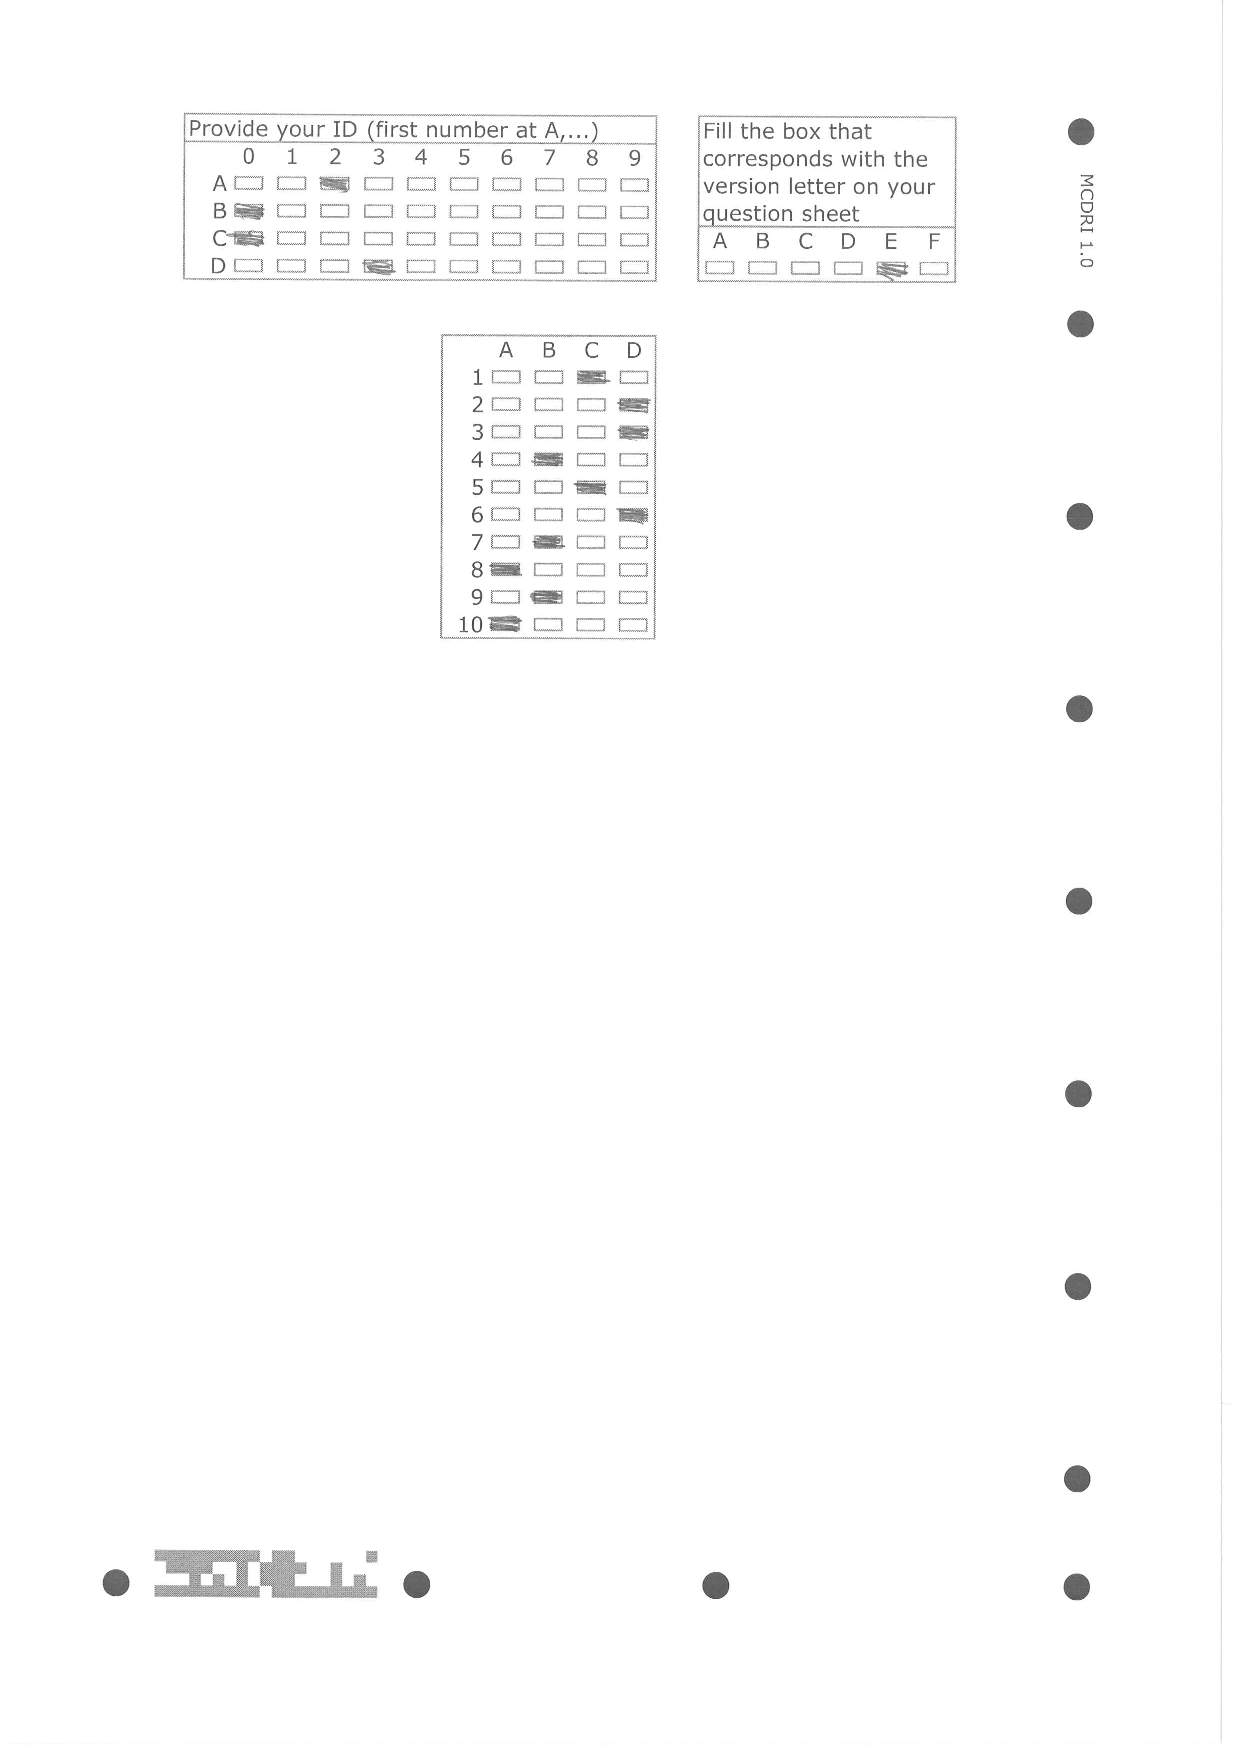 Provide your ID (first number at A,...)
0 1 2 3 4 5 6 7 8 9
A
B
C
D
Fill the box that
corresponds with the
version letter on your
question sheet
A B C D E F
MCDRI 1.0
A B C D
1
2
3
4
5
6
7
8
9
10